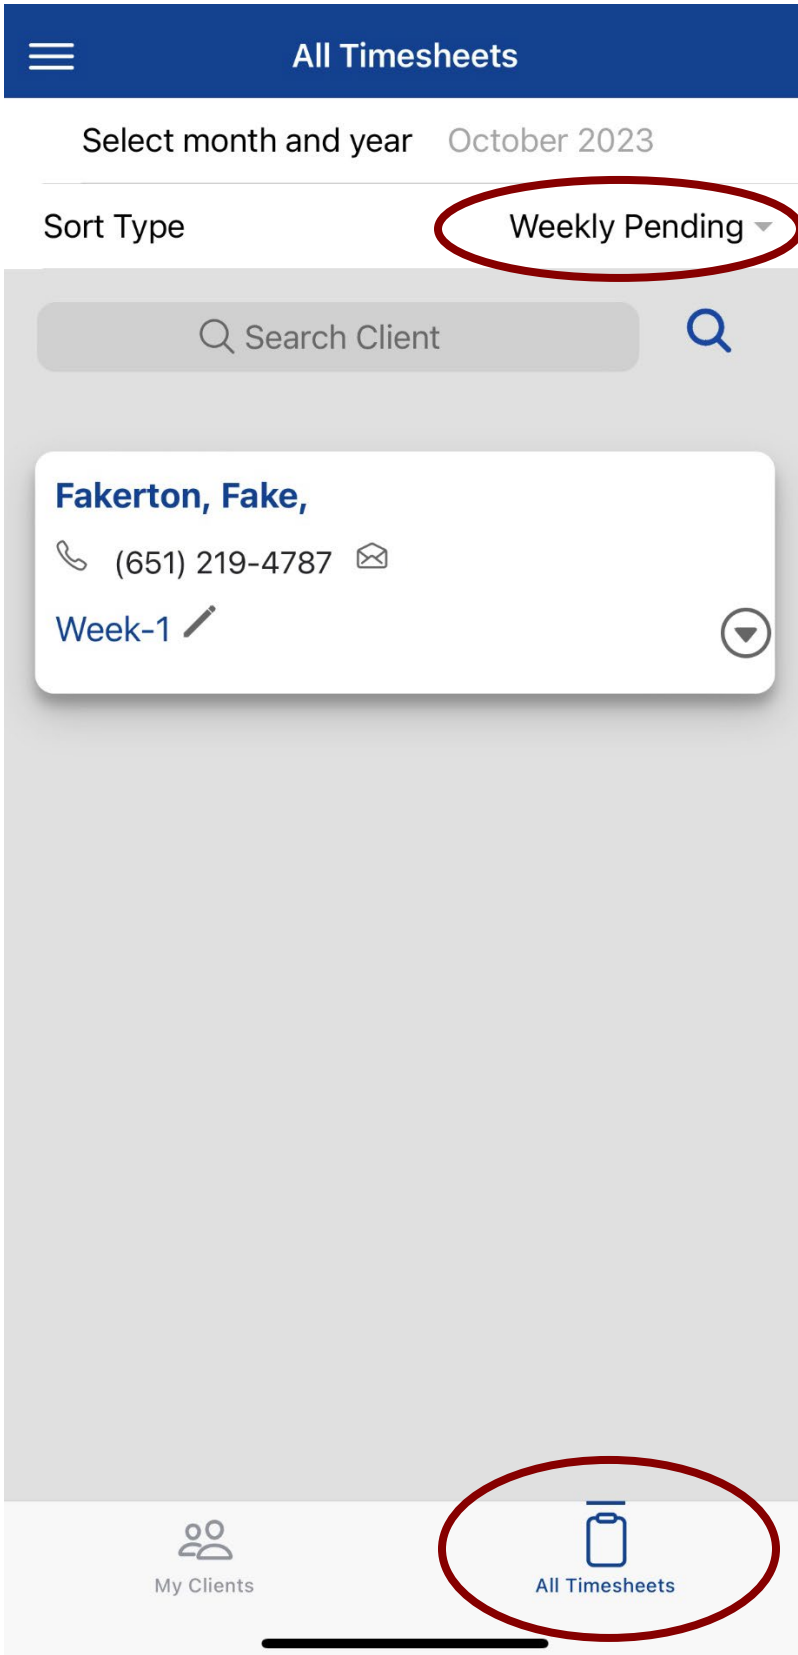 All Timesheets
Select month and year October 2023
Sort Type Weekly Pending
Search Client
Fakerton, Fake,
(651) 219-4787
Week-1
My Clients All Timesheets